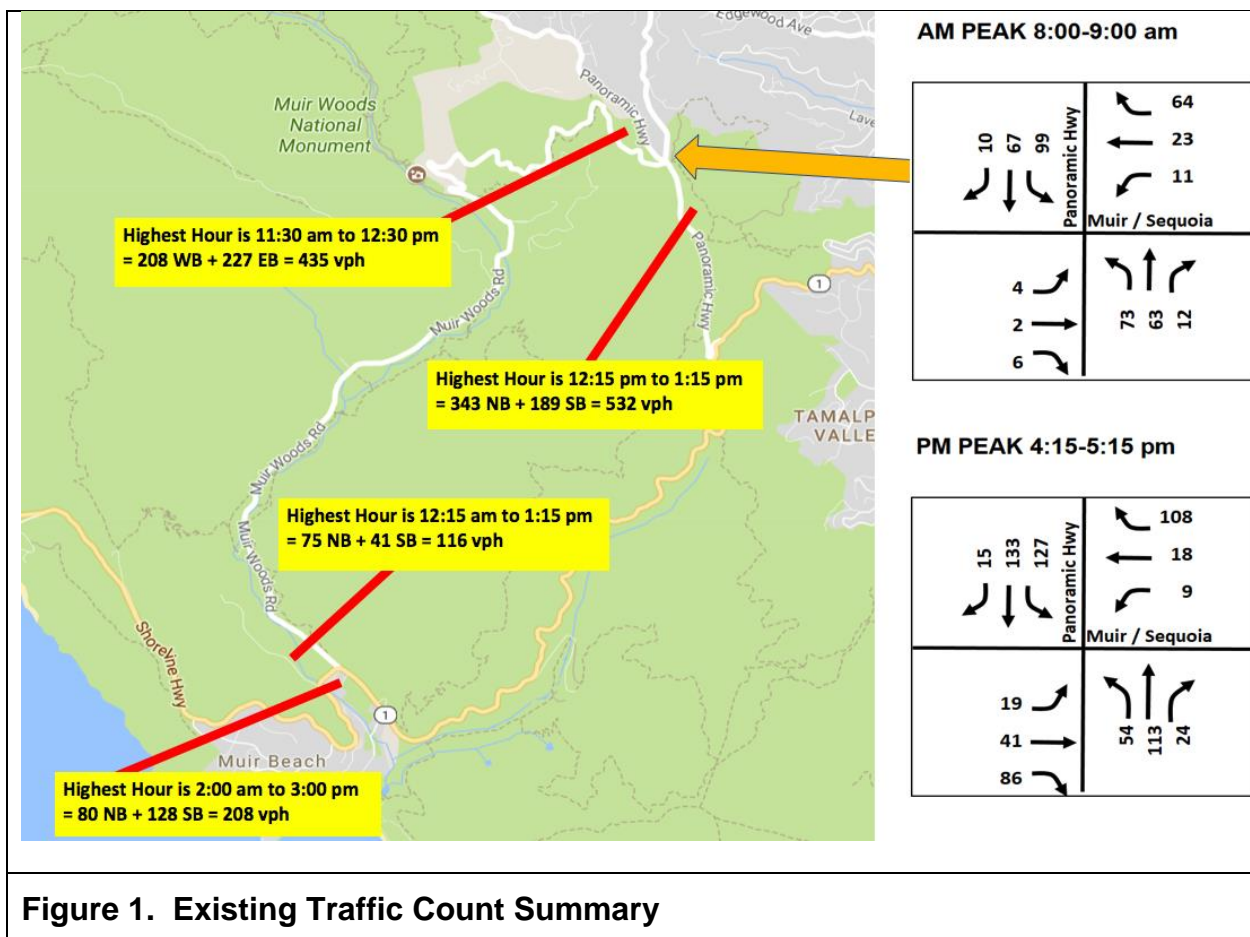 Edgewood Ave
Panoramic Hwy
Muir Woods
National
Monument
Highest Hour is 11:30 am to 12:30 pm
= 208 WB + 227 EB = 435 vph
Muir Woods Rd
Panoramic Hwy
1
Highest Hour is 12:15 pm to 1:15 pm
= 343 NB + 189 SB = 532 vph
TAMALP
VALLE
Muir Woods Rd
Highest Hour is 12:15 am to 1:15 pm
= 75 NB + 41 SB = 116 vph
Muir Woods Rd
1
Muir Beach
Highest Hour is 2:00 am to 3:00 pm
= 80 NB + 128 SB = 208 vph
AM PEAK 8:00-9:00 am
10 67 99
Panoramic Hwy
64
23
11
Muir / Sequoia
4
2
6
73 63 12
PM PEAK 4:15-5:15 pm
15 133 127
Panoramic Hwy
108
18
9
Muir / Sequoia
19
41
86
54 113 24
Figure 1. Existing Traffic Count Summary